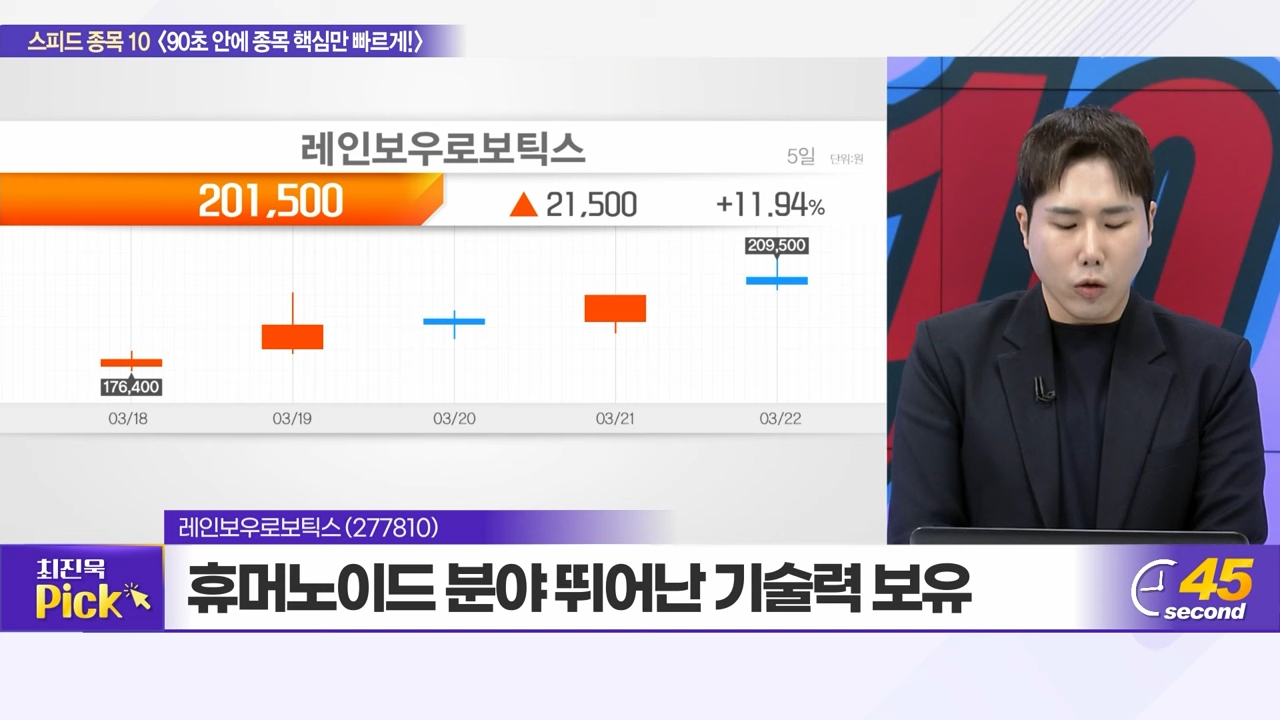 스피드 종목 10 〈90초 안에 종목 핵심만 빠르게!〉
레인보우로보틱스
5일 단위:원
201,500 ▲ 21,500 +11.94%
209,500
176,400
03/18 03/19 03/20 03/21 03/22
레인보우로보틱스 (277810)
최진욱
Pick
휴머노이드 분야 뛰어난 기술력 보유
45
second